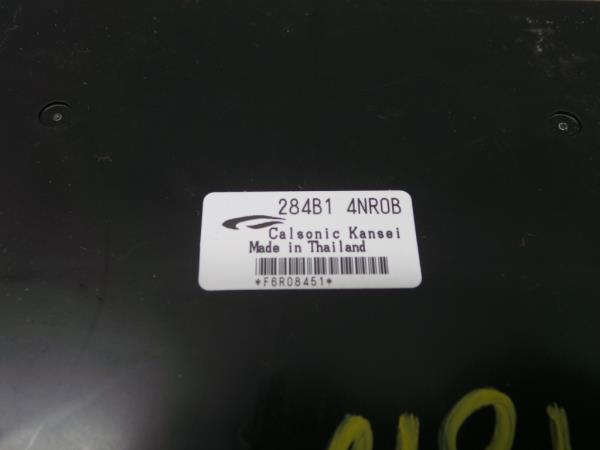 284B1 4NR0B
Calsonic Kansei
Made in Thailand
*F6R08451*